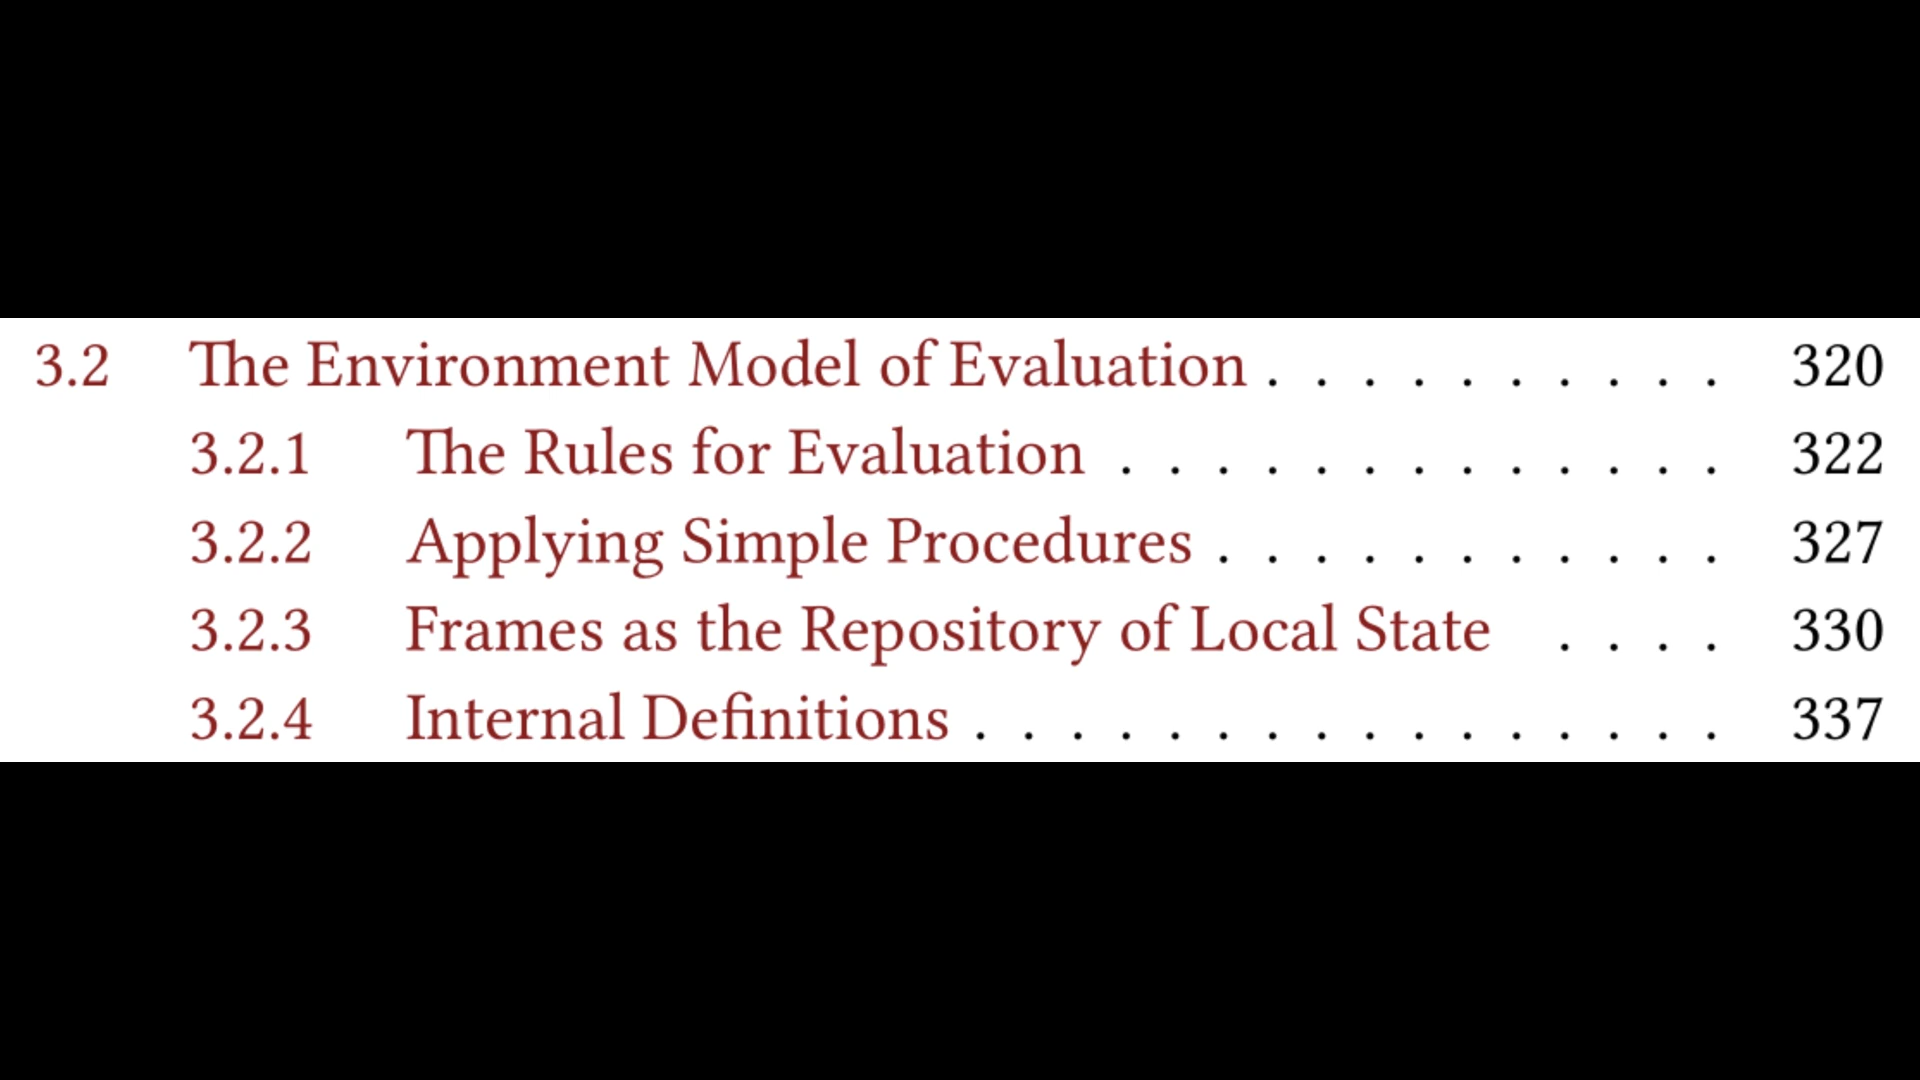 3.2 The Environment Model of Evaluation . . . . . . . . . . 320
3.2.1 The Rules for Evaluation . . . . . . . . . . . . . 322
3.2.2 Applying Simple Procedures . . . . . . . . . . . 327
3.2.3 Frames as the Repository of Local State . . . . 330
3.2.4 Internal Definitions . . . . . . . . . . . . . . . . 337